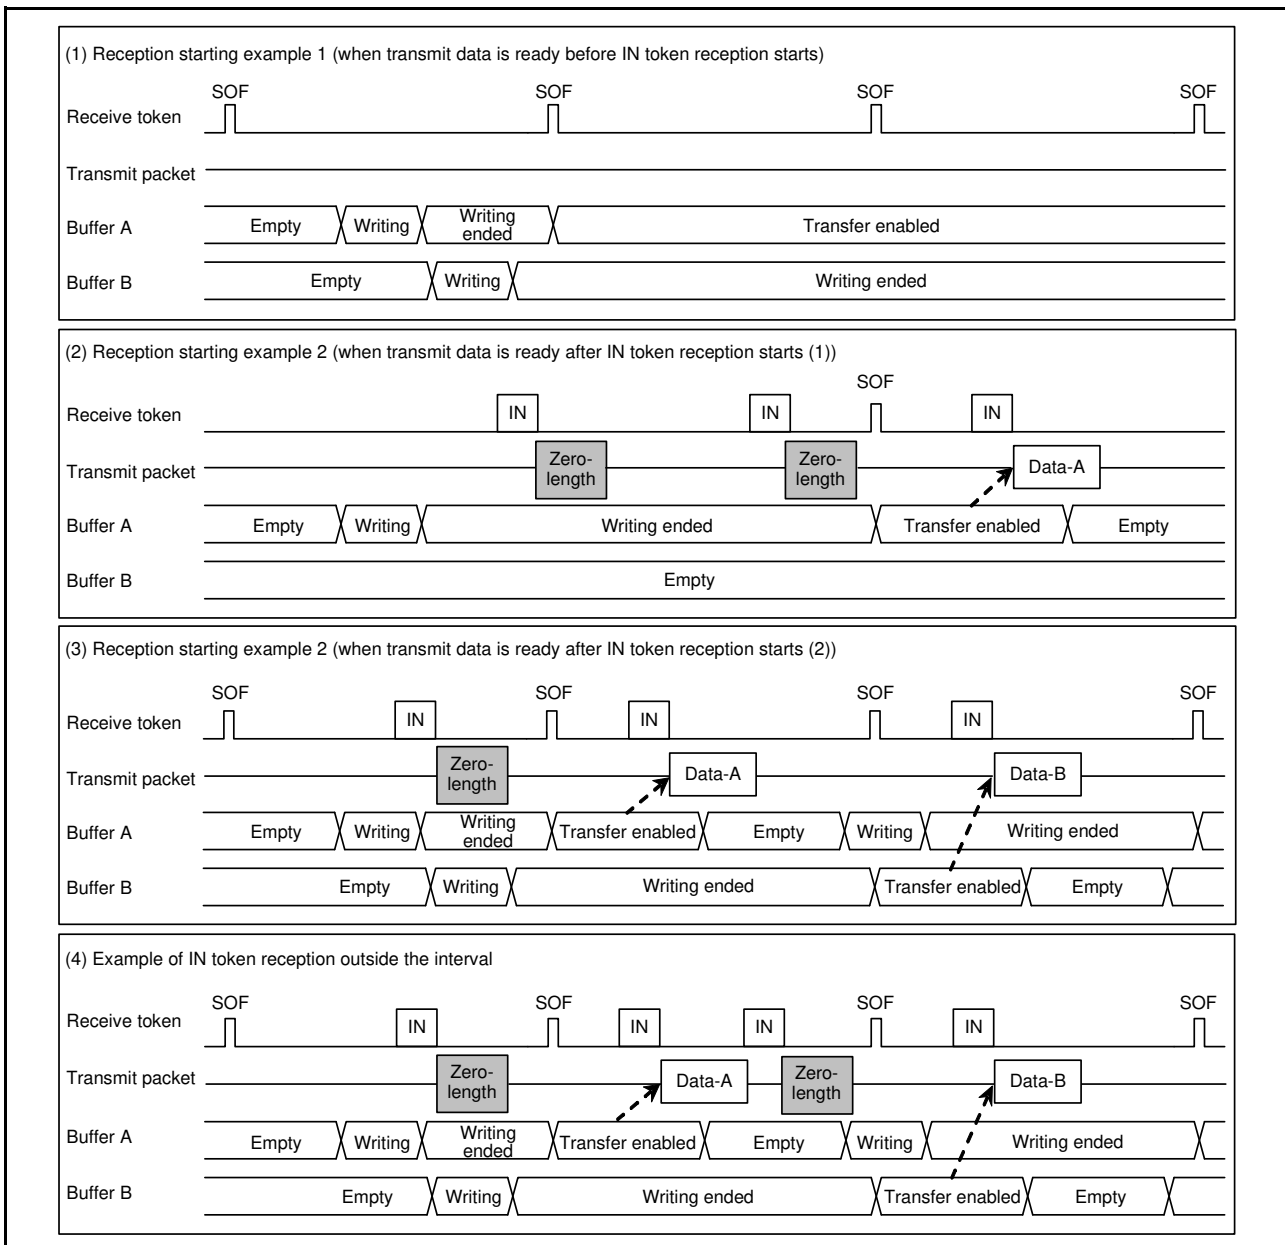 (1) Reception starting example 1 (when transmit data is ready before IN token reception starts)
SOF SOF SOF SOF
Receive token
Transmit packet
Buffer A Empty Writing Writing ended Transfer enabled
Buffer B Empty Writing Writing ended
(2) Reception starting example 2 (when transmit data is ready after IN token reception starts (1))
SOF
Receive token IN IN IN
Transmit packet Zero-length Zero-length Data-A
Buffer A Empty Writing Writing ended Transfer enabled Empty
Buffer B Empty
(3) Reception starting example 2 (when transmit data is ready after IN token reception starts (2))
SOF SOF SOF SOF
Receive token IN IN IN
Transmit packet Zero-length Data-A Data-B
Buffer A Empty Writing Writing ended Transfer enabled Empty Writing Writing ended
Buffer B Empty Writing Writing ended Transfer enabled Empty
(4) Example of IN token reception outside the interval
SOF SOF SOF SOF
Receive token IN IN IN IN
Transmit packet Zero-length Data-A Zero-length Data-B
Buffer A Empty Writing Writing ended Transfer enabled Empty Writing Writing ended
Buffer B Empty Writing Writing ended Transfer enabled Empty